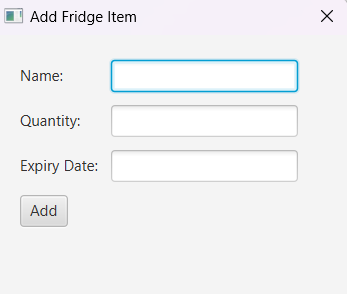 Add Fridge Item
Name:
Quantity:
Expiry Date:
Add